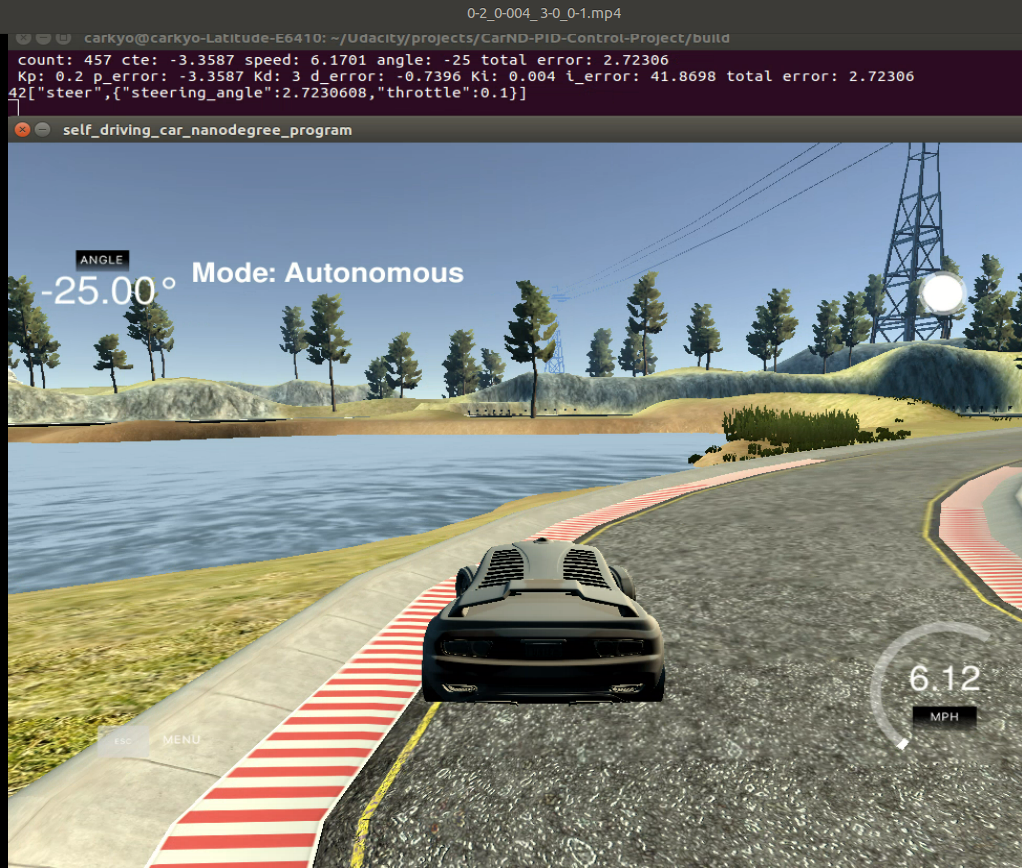 0-2_0-004_3-0_0-1.mp4
carkyo@carkyo-Latitude-E6410: ~/Udacity/projects/CarND-PID-Control-Project/build
count: 457 cte: -3.3587 speed: 6.1701 angle: -25 total error: 2.72306
Kp: 0.2 p_error: -3.3587 Kd: 3 d_error: -0.7396 Ki: 0.004 i_error: 41.8698 total error: 2.72306
42["steer",{"steering_angle":2.7230608,"throttle":0.1}]
self_driving_car_nanodegree_program
ANGLE
-25.00°
Mode: Autonomous
6.12
MPH
ESC MENU